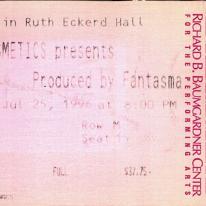 in Ruth Eckerd Hall
METICS presents
Produced by Fantasma
Jul 25, 1996 at 8:00 PM
Row M
Seat
FULL $37.75
RICHARD B. BAUMGARDNER CENTER
FOR THE PERFORMING ARTS